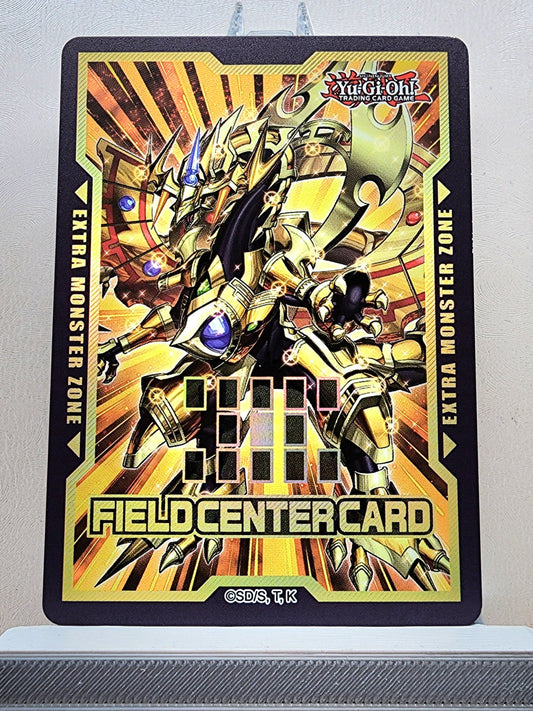 Yu-Gi-Oh!
TRADING CARD GAME
EXTRA MONSTER ZONE
EXTRA MONSTER ZONE
FIELD CENTER CARD
©SD/S, T, K